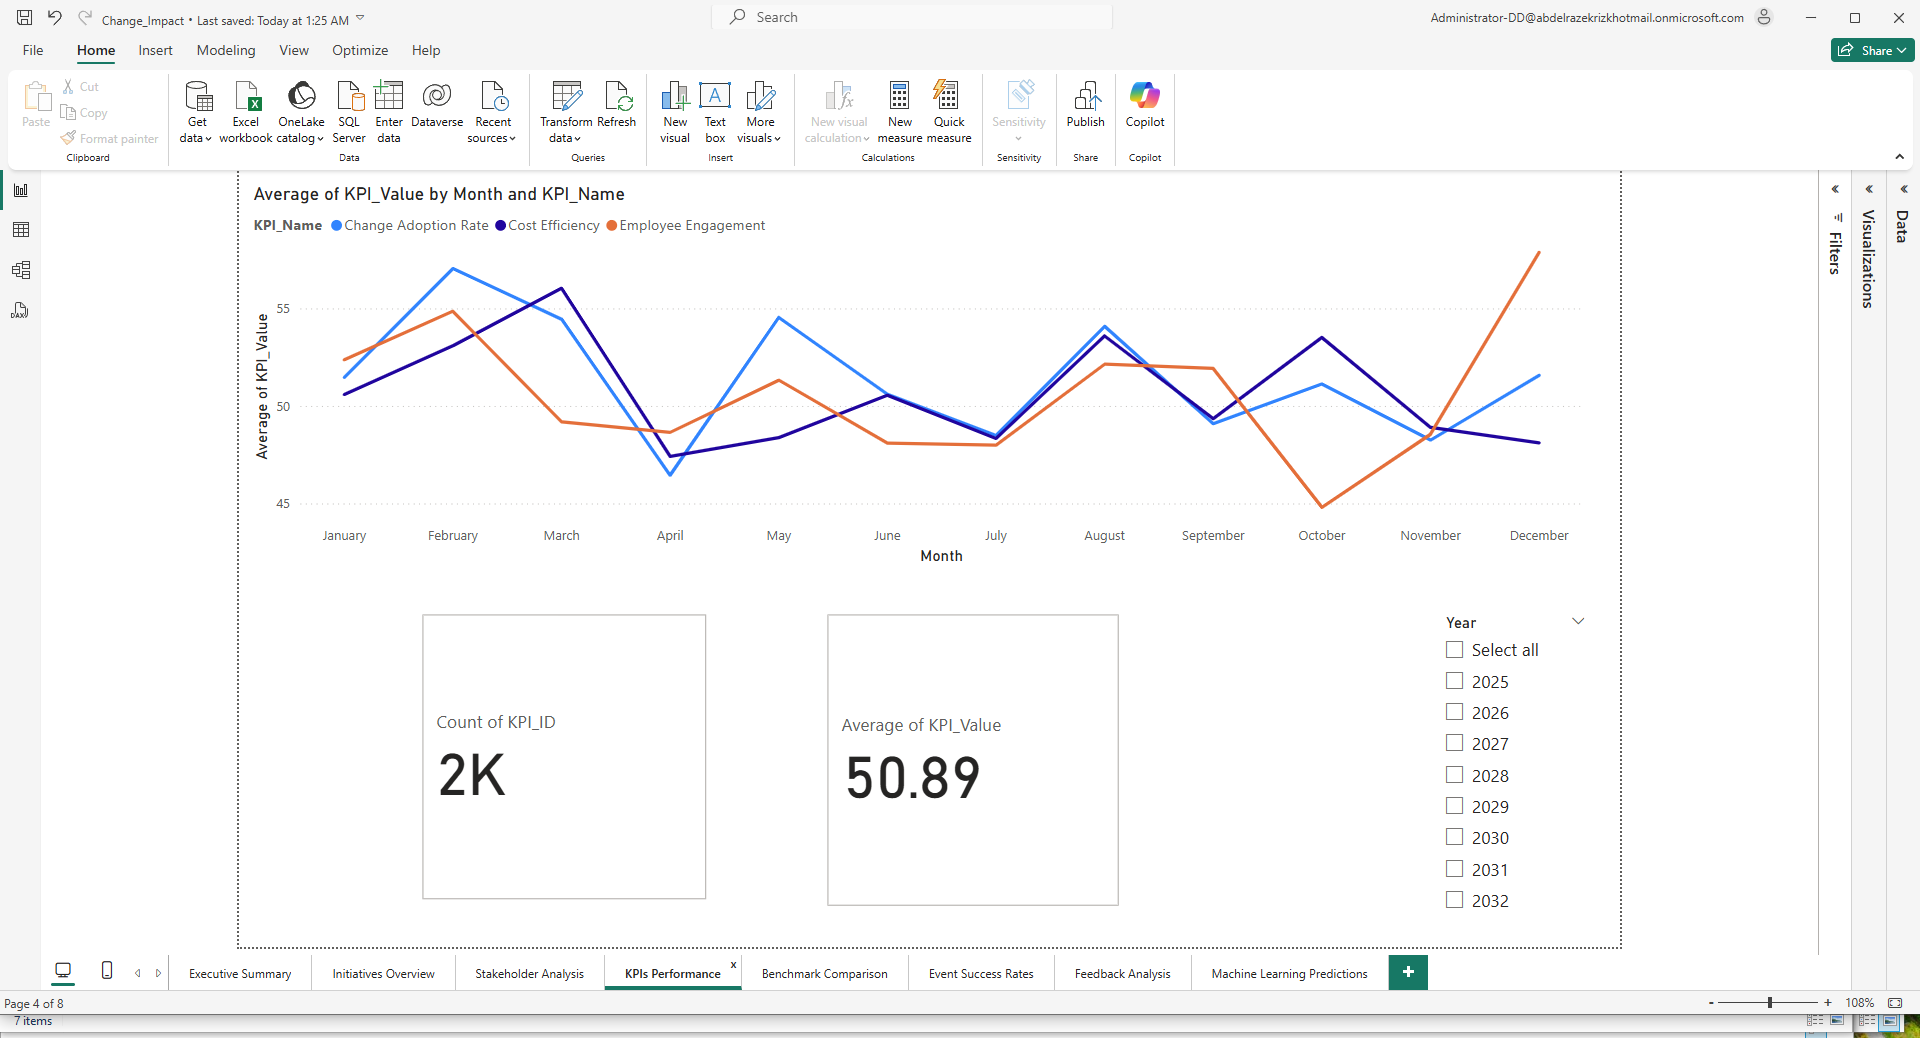 Change_Impact • Last saved: Today at 1:25 AM
Search
Administrator-DD@abdelrazekrizkhotmail.onmicrosoft.com
File Home Insert Modeling View Optimize Help
Share
Paste
Cut
Copy
Format painter
Clipboard
Get data
Excel workbook
OneLake catalog
SQL Server
Enter data
Dataverse
Recent sources
Data
Transform data
Refresh
Queries
New visual
Text box
More visuals
Insert
New visual calculation
New measure
Quick measure
Calculations
Sensitivity
Sensitivity
Publish
Share
Copilot
Copilot
DAX
Average of KPI_Value by Month and KPI_Name
KPI_Name Change Adoption Rate Cost Efficiency Employee Engagement
Average of KPI_Value
55
50
45
January February March April May June July August September October November December
Month
Count of KPI_ID
2K
Average of KPI_Value
50.89
Year
Select all
2025
2026
2027
2028
2029
2030
2031
2032
Filters
Visualizations
Data
Executive Summary
Initiatives Overview
Stakeholder Analysis
KPIs Performance x
Benchmark Comparison
Event Success Rates
Feedback Analysis
Machine Learning Predictions
+
Page 4 of 8
- + 108%
7 items